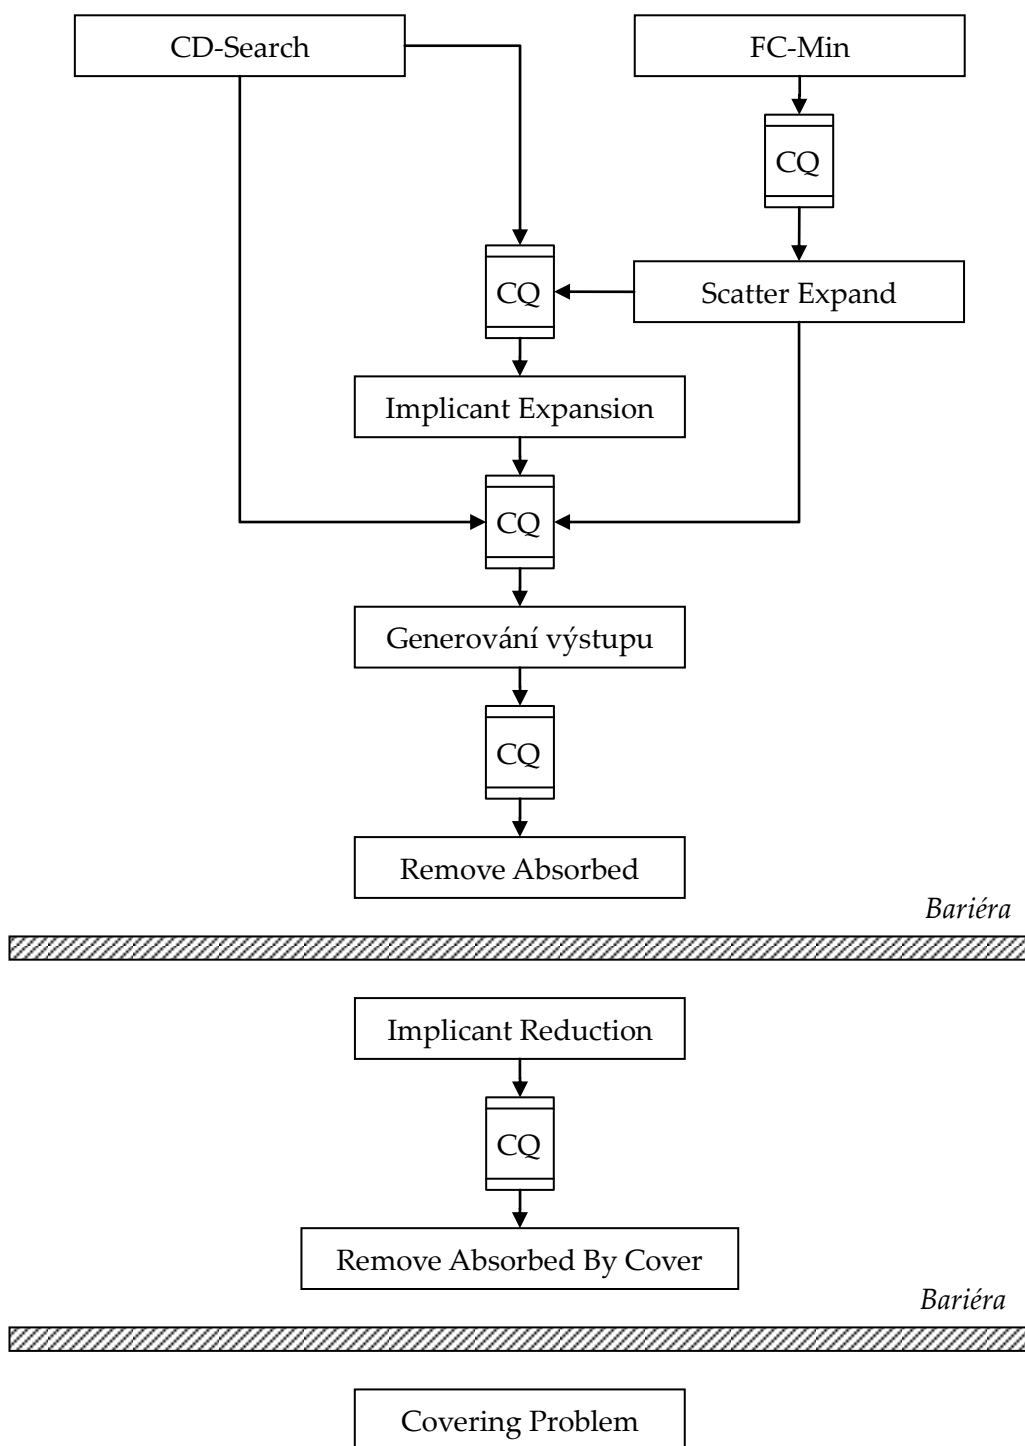 CD-Search
FC-Min
CQ
CQ
Scatter Expand
Implicant Expansion
CQ
Generování výstupu
CQ
Remove Absorbed
Bariéra
Implicant Reduction
CQ
Remove Absorbed By Cover
Bariéra
Covering Problem